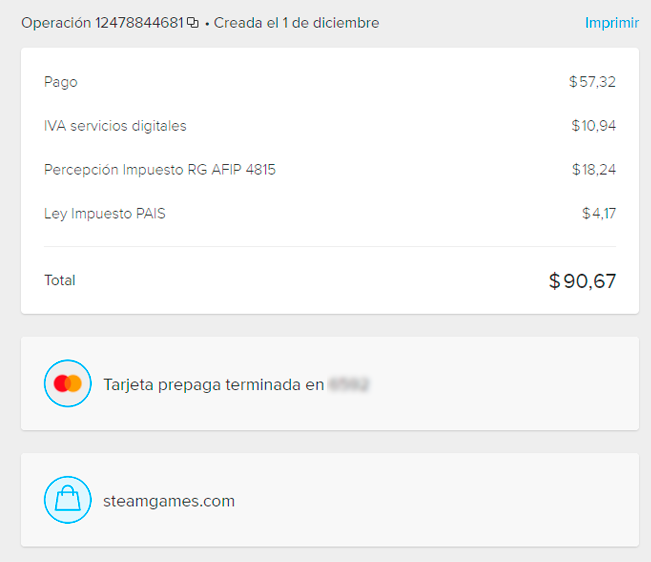 Operación 12478844681 • Creada el 1 de diciembre
Imprimir
Pago $57,32
IVA servicios digitales $10,94
Percepción Impuesto RG AFIP 4815 $18,24
Ley Impuesto PAIS $4,17
Total $90,67
Tarjeta prepaga terminada en
steamgames.com